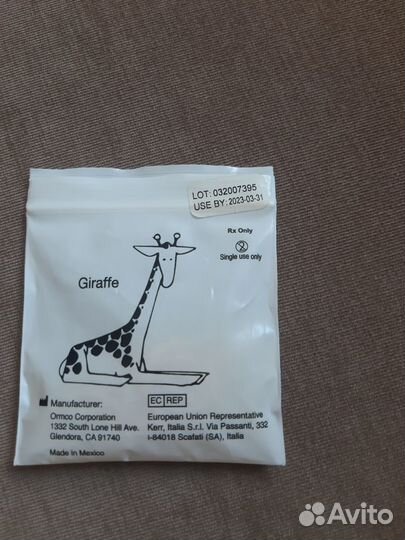 LOT: 032007395
USE BY: 2023-03-31
Rx Only
Single use only
Giraffe
Manufacturer:
Ormco Corporation
1332 South Lone Hill Ave.
Glendora, CA 91740
EC REP
European Union Representative
Kerr, Italia S.r.l. Via Passanti, 332
I-84018 Scafati (SA), Italia
Made in Mexico
Avito